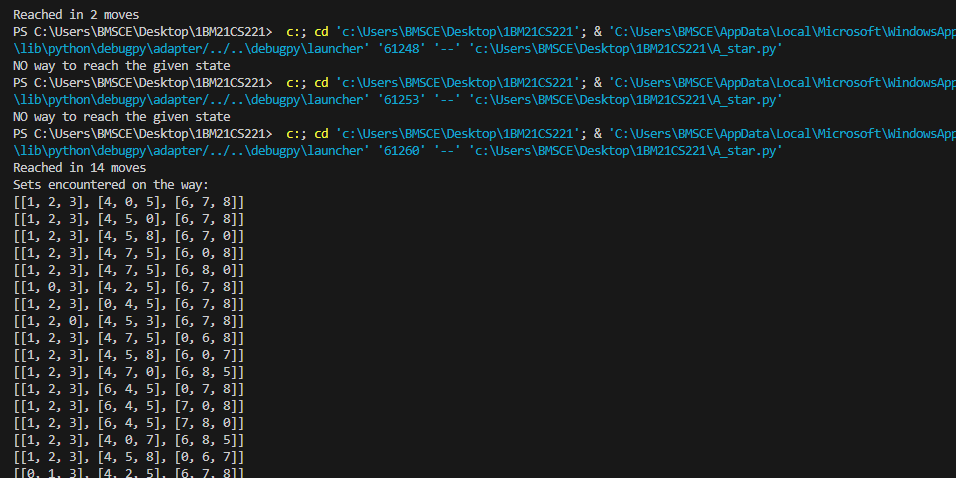 Reached in 2 moves
PS C:\Users\BMSCE\Desktop\1BM21CS221>  c:; cd 'c:\Users\BMSCE\Desktop\1BM21CS221'; & 'C:\Users\BMSCE\AppData\Local\Microsoft\WindowsApp
\lib\python\debugpy\adapter/../..\debugpy\launcher' '61248' '--' 'c:\Users\BMSCE\Desktop\1BM21CS221\A_star.py'
NO way to reach the given state
PS C:\Users\BMSCE\Desktop\1BM21CS221>  c:; cd 'c:\Users\BMSCE\Desktop\1BM21CS221'; & 'C:\Users\BMSCE\AppData\Local\Microsoft\WindowsApp
\lib\python\debugpy\adapter/../..\debugpy\launcher' '61253' '--' 'c:\Users\BMSCE\Desktop\1BM21CS221\A_star.py'
NO way to reach the given state
PS C:\Users\BMSCE\Desktop\1BM21CS221>  c:; cd 'c:\Users\BMSCE\Desktop\1BM21CS221'; & 'C:\Users\BMSCE\AppData\Local\Microsoft\WindowsApp
\lib\python\debugpy\adapter/../..\debugpy\launcher' '61260' '--' 'c:\Users\BMSCE\Desktop\1BM21CS221\A_star.py'
Reached in 14 moves
Sets encountered on the way:
[[1, 2, 3], [4, 0, 5], [6, 7, 8]]
[[1, 2, 3], [4, 5, 0], [6, 7, 8]]
[[1, 2, 3], [4, 5, 8], [6, 7, 0]]
[[1, 2, 3], [4, 7, 5], [6, 0, 8]]
[[1, 2, 3], [4, 7, 5], [6, 8, 0]]
[[1, 0, 3], [4, 2, 5], [6, 7, 8]]
[[1, 2, 3], [0, 4, 5], [6, 7, 8]]
[[1, 2, 0], [4, 5, 3], [6, 7, 8]]
[[1, 2, 3], [4, 7, 5], [0, 6, 8]]
[[1, 2, 3], [4, 5, 8], [6, 0, 7]]
[[1, 2, 3], [4, 7, 0], [6, 8, 5]]
[[1, 2, 3], [6, 4, 5], [0, 7, 8]]
[[1, 2, 3], [6, 4, 5], [7, 0, 8]]
[[1, 2, 3], [6, 4, 5], [7, 8, 0]]
[[1, 2, 3], [4, 0, 7], [6, 8, 5]]
[[1, 2, 3], [4, 5, 8], [0, 6, 7]]
[[0, 1, 3], [4, 2, 5], [6, 7, 8]]